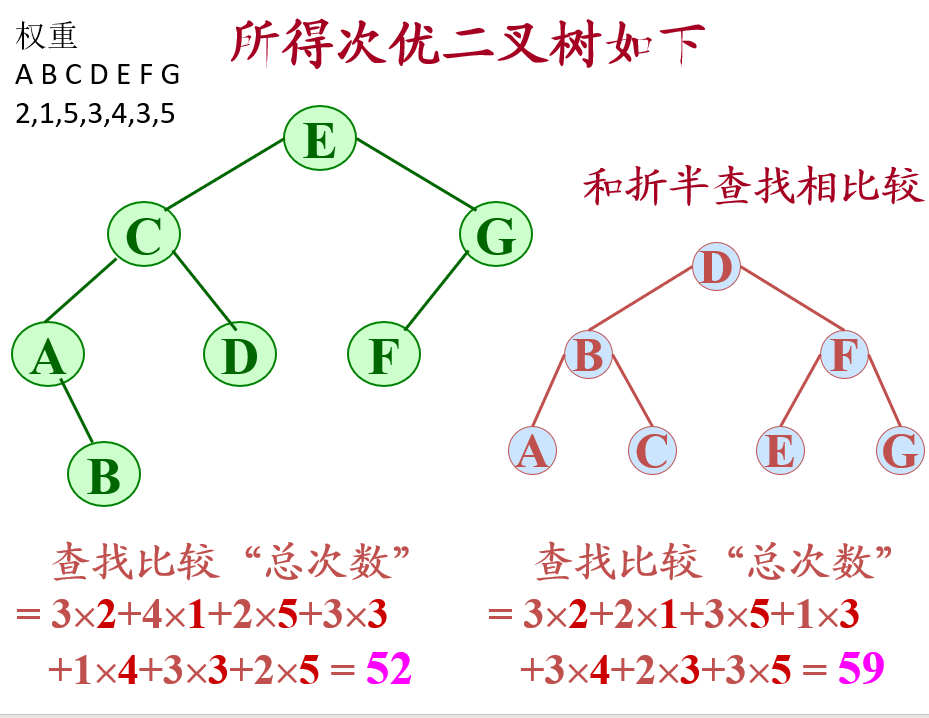 权重
A B C D E F G
2,1,5,3,4,3,5
所得次优二叉树如下
E
C
G
A
D
F
B
和折半查找相比较
D
B
F
A
C
E
G
查找比较“总次数”
= 3×2+4×1+2×5+3×3
+1×4+3×3+2×5 = 52
查找比较“总次数”
= 3×2+2×1+3×5+1×3
+3×4+2×3+3×5 = 59